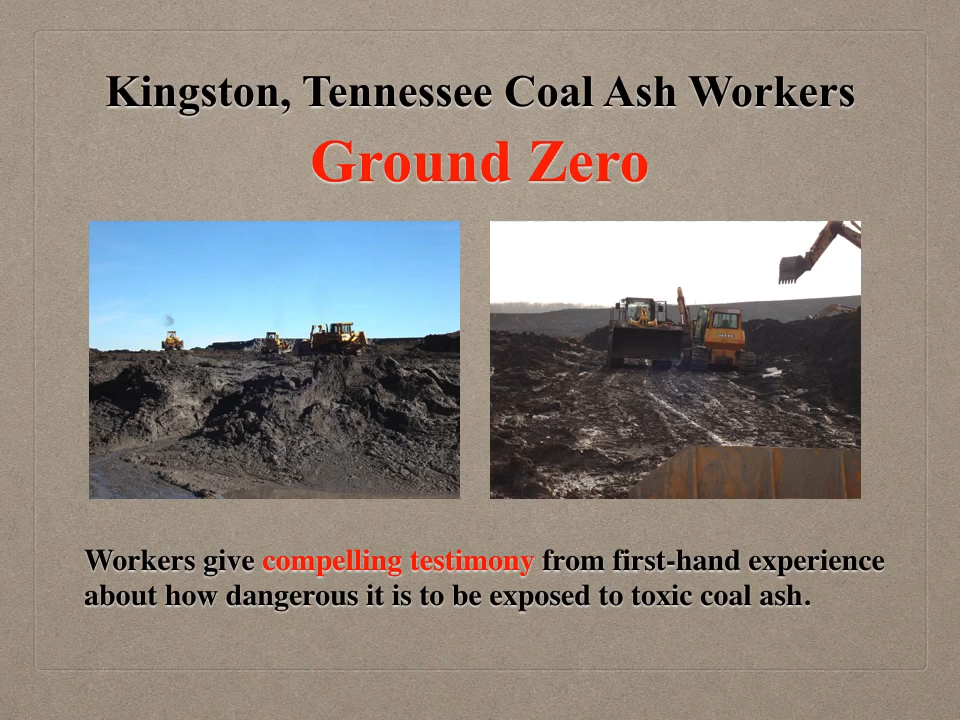 Kingston, Tennessee Coal Ash Workers
Ground Zero
Workers give compelling testimony from first-hand experience
about how dangerous it is to be exposed to toxic coal ash.